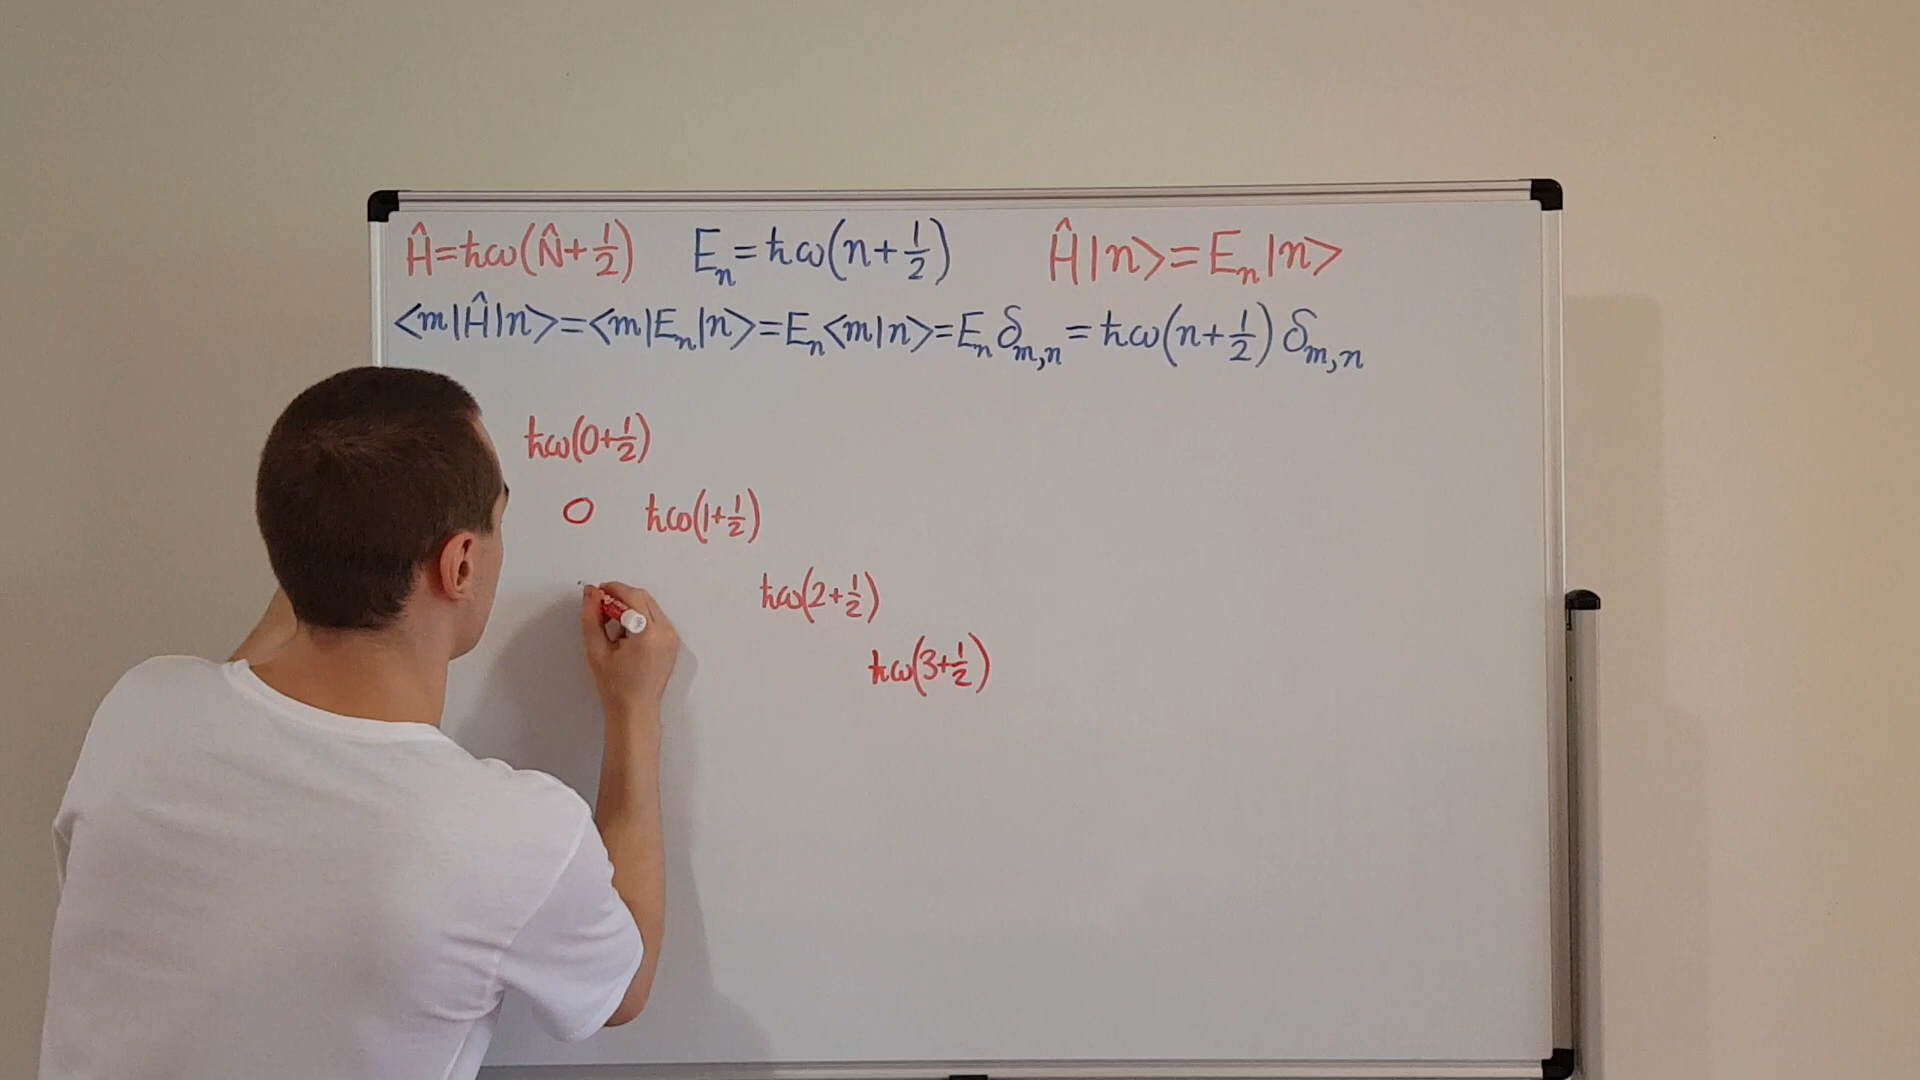 Ĥ=ħω(N̂+1/2) Eₙ=ħω(n+1/2) Ĥ|n>=Eₙ|n>
<m|Ĥ|n>=<m|Eₙ|n>=Eₙ<m|n>=Eₙδₘ,ₙ=ħω(n+1/2)δₘ,ₙ
ħω(0+1/2)
0 ħω(1+1/2)
ħω(2+1/2)
ħω(3+1/2)